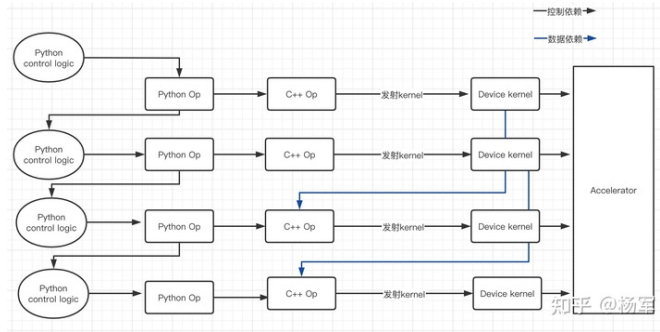 控制依赖
数据依赖
Python
control logic
Python Op
C++ Op
发射kernel
Device kernel
Accelerator
Python
control logic
Python Op
C++ Op
发射kernel
Device kernel
Python
control logic
Python Op
C++ Op
发射kernel
Device kernel
Python
control logic
Python Op
C++ Op
发射kernel
Device kernel
知乎 @杨军